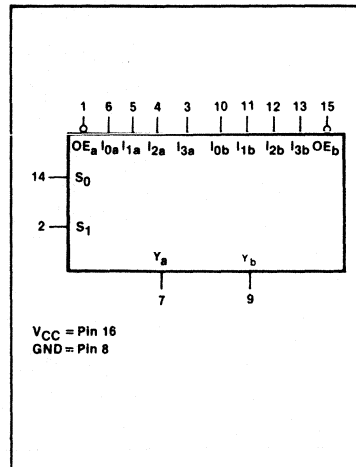 1 6 5 4 3 10 11 12 13 15
OEa I0a I1a I2a I3a I0b I1b I2b I3b OEb
14 S0
2 S1
Ya Yb
7 9
VCC = Pin 16
GND = Pin 8